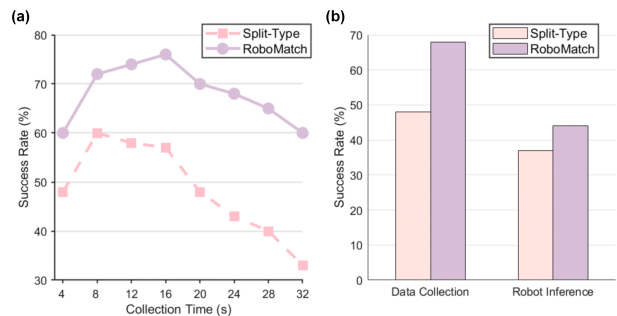 (a)
Split-Type
RoboMatch
Success Rate (%)
80
70
60
50
40
30
4 8 12 16 20 24 28 32
Collection Time (s)
(b)
Split-Type
RoboMatch
Success Rate (%)
70
60
50
40
30
20
10
0
Data Collection Robot Inference